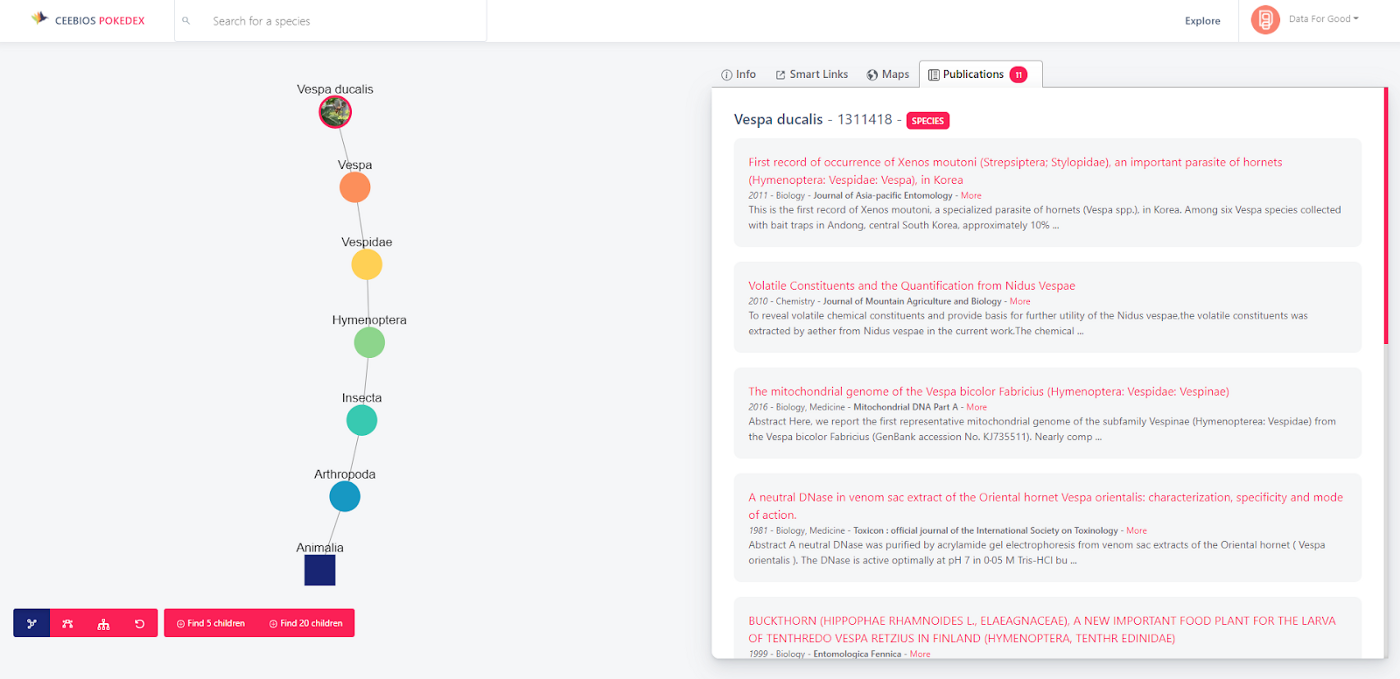 CEEBIOS POKEDEX
Search for a species
Explore
Data For Good
Vespa ducalis
Vespa
Vespidae
Hymenoptera
Insecta
Arthropoda
Animalia
Find 5 children
Find 20 children
Info
Smart Links
Maps
Publications 11
Vespa ducalis - 1311418 - SPECIES
First record of occurrence of Xenos moutoni (Strepsiptera; Stylopidae), an important parasite of hornets
(Hymenoptera: Vespidae: Vespa), in Korea
2011 - Biology - Journal of Asia-pacific Entomology - More
This is the first record of Xenos moutoni, a specialized parasite of hornets (Vespa spp.), in Korea. Among six Vespa species collected
with bait traps in Andong, central South Korea, approximately 10% ...
Volatile Constituents and the Quantification from Nidus Vespae
2010 - Chemistry - Journal of Mountain Agriculture and Biology - More
To reveal volatile chemical constituents and provide basis for further utility of the Nidus vespae,the volatile constituents was
extracted by aether from Nidus vespae in the current work.The chemical ...
The mitochondrial genome of the Vespa bicolor Fabricius (Hymenoptera: Vespidae: Vespinae)
2016 - Biology, Medicine - Mitochondrial DNA Part A - More
Abstract Here, we report the first representative mitochondrial genome of the subfamily Vespinae (Hymenopterea: Vespidae) from
the Vespa bicolor Fabricius (GenBank accession No. KJ735511). Nearly comp ...
A neutral DNase in venom sac extract of the Oriental hornet Vespa orientalis: characterization, specificity and mode
of action.
1981 - Biology, Medicine - Toxicon : official journal of the International Society on Toxinology - More
Abstract A neutral DNase was purified by acrylamide gel electrophoresis from venom sac extracts of the Oriental hornet ( Vespa
orientalis ). The DNase is active optimally at pH 7 in 0·05 M Tris-HCl bu ...
BUCKTHORN (HIPPOPHAE RHAMNOIDES L., ELAEAGNACEAE), A NEW IMPORTANT FOOD PLANT FOR THE LARVA
OF TENTHREDO VESPA RETZIUS IN FINLAND (HYMENOPTERA, TENTHR EDINIDAE)
1999 - Biology - Entomologica Fennica - More